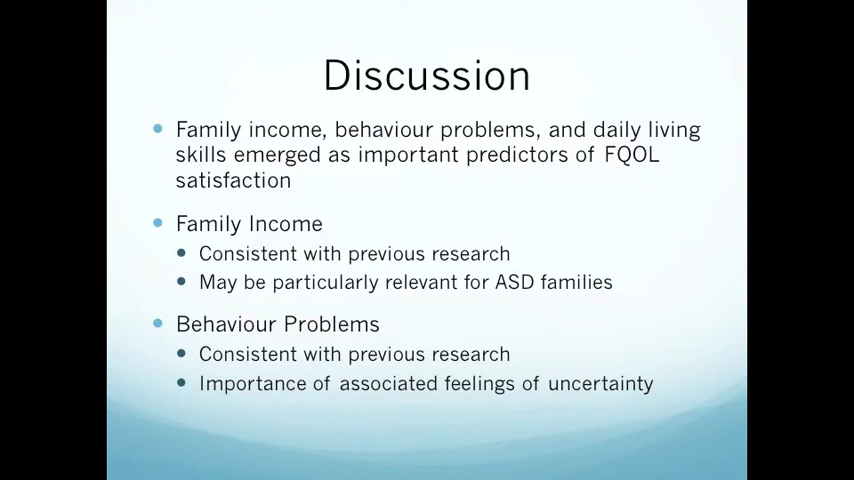 Discussion
Family income, behaviour problems, and daily living
skills emerged as important predictors of FQOL
satisfaction
Family Income
Consistent with previous research
May be particularly relevant for ASD families
Behaviour Problems
Consistent with previous research
Importance of associated feelings of uncertainty